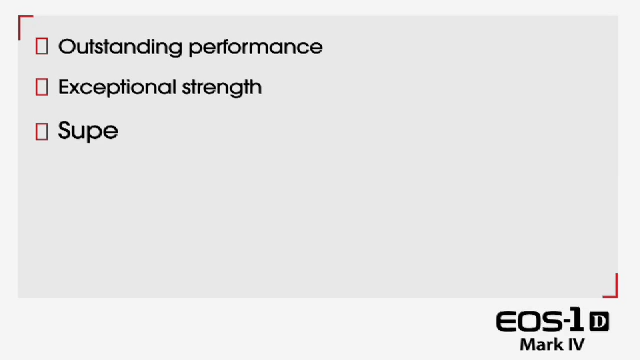 Outstanding performance
Exceptional strength
Supe
EOS-1D
Mark IV